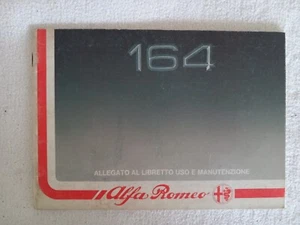 164
ALLEGATO AL LIBRETTO USO E MANUTENZIONE
Alfa Romeo